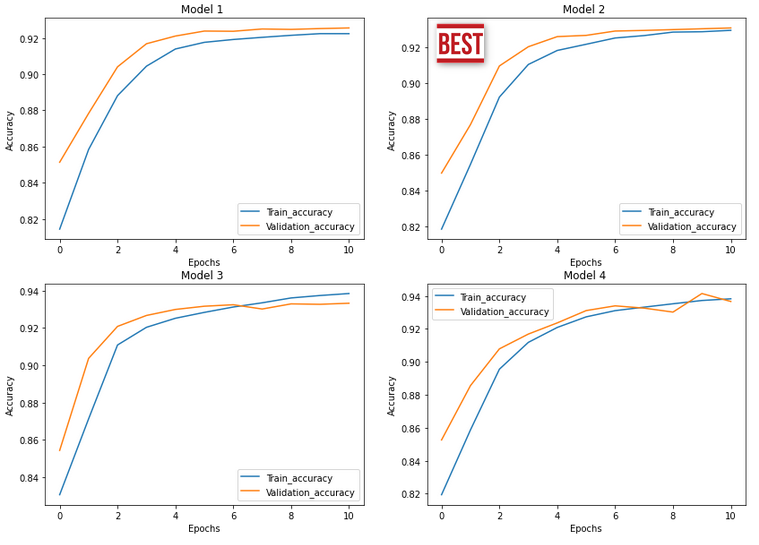 Model 1
Accuracy
0.92
0.90
0.88
0.86
0.84
0.82
0 2 4 6 8 10
Epochs
Train_accuracy
Validation_accuracy
Model 2
BEST
Accuracy
0.92
0.90
0.88
0.86
0.84
0.82
0 2 4 6 8 10
Epochs
Train_accuracy
Validation_accuracy
Model 3
Accuracy
0.94
0.92
0.90
0.88
0.86
0.84
0 2 4 6 8 10
Epochs
Train_accuracy
Validation_accuracy
Model 4
Accuracy
0.94
0.92
0.90
0.88
0.86
0.84
0.82
0 2 4 6 8 10
Epochs
Train_accuracy
Validation_accuracy